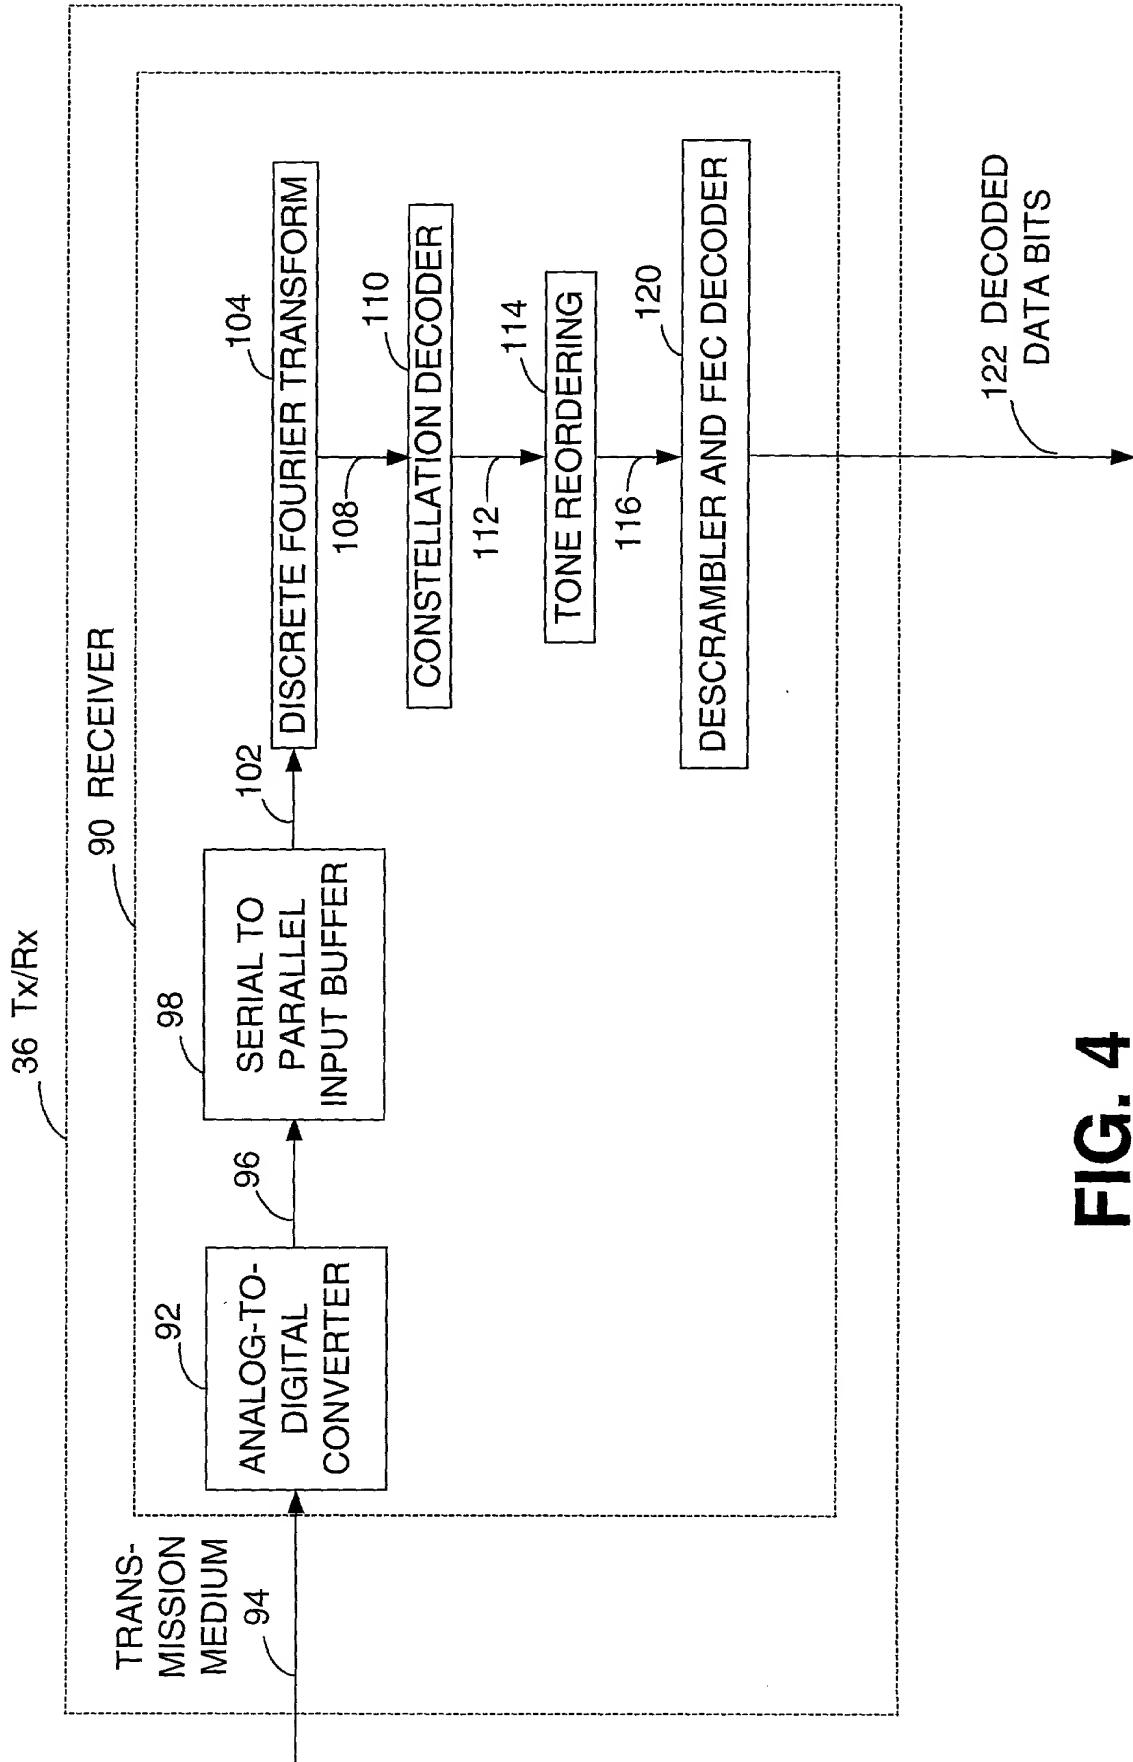 36 Tx/Rx
90 RECEIVER
TRANS-
MISSION
MEDIUM
94
92
ANALOG-TO-
DIGITAL
CONVERTER
96
98
SERIAL TO
PARALLEL
INPUT BUFFER
102
104
DISCRETE FOURIER TRANSFORM
108
110
CONSTELLATION DECODER
112
114
TONE REORDERING
116
120
DESCRAMBLER AND FEC DECODER
122 DECODED
DATA BITS
FIG. 4